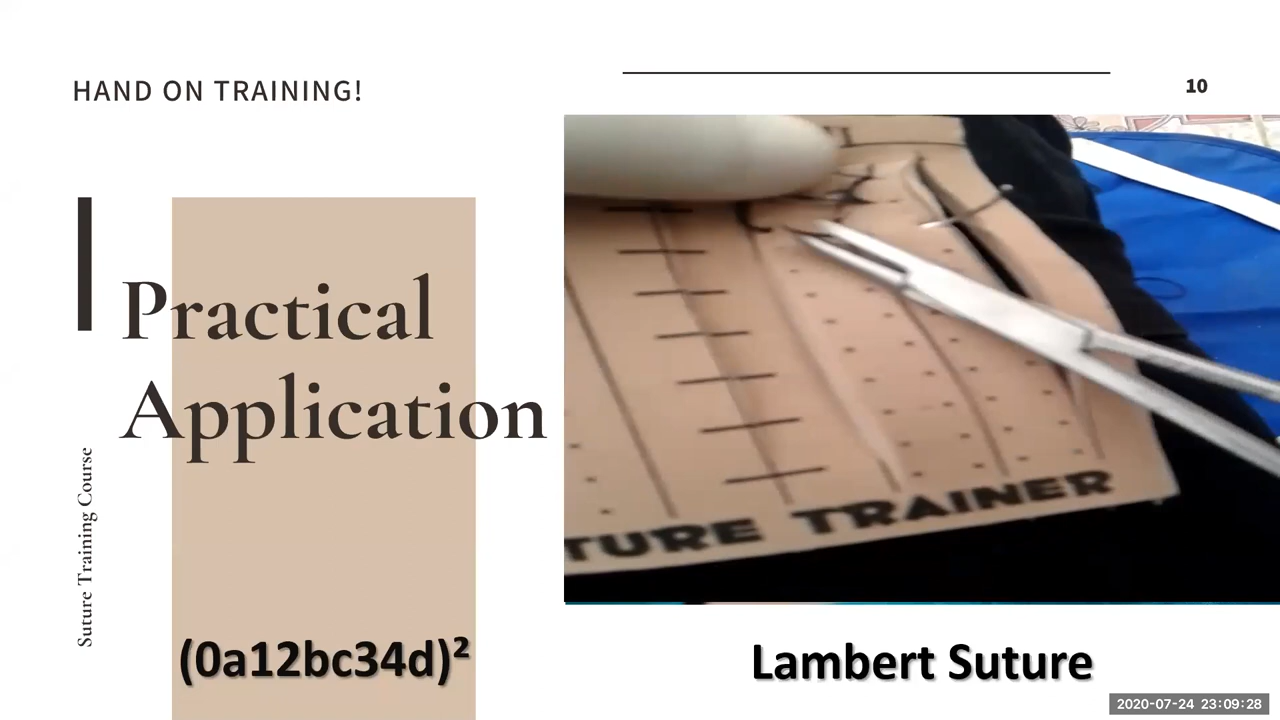 HAND ON TRAINING!
10
Practical
Application
Suture Training Course
TURE TRAINER
(0a12bc34d)²
Lambert Suture
2020-07-24 23:09:28